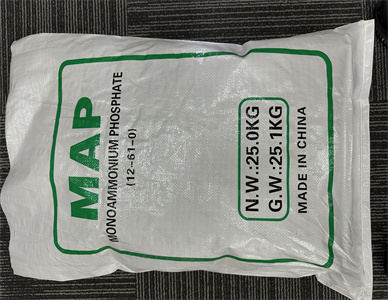 MAP
MONOAMMONIUM PHOSPHATE
(12-61-0)
N.W.:25.0KG
G.W.:25.1KG
MADE IN CHINA